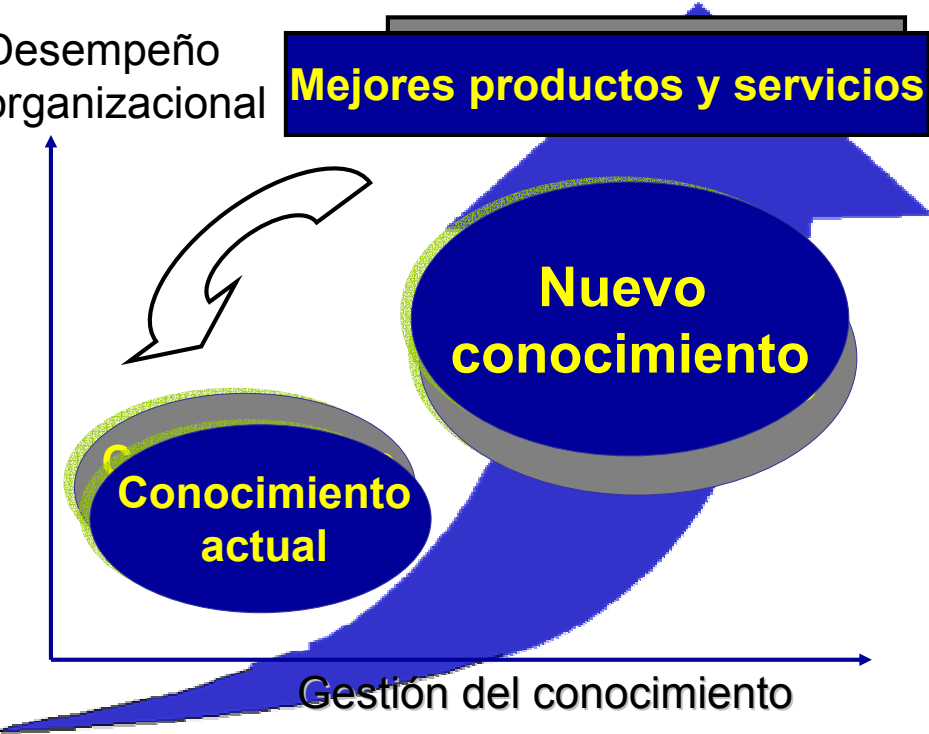 Desempeño
organizacional
Mejores productos y servicios
Nuevo
conocimiento
Conocimiento
actual
Gestión del conocimiento